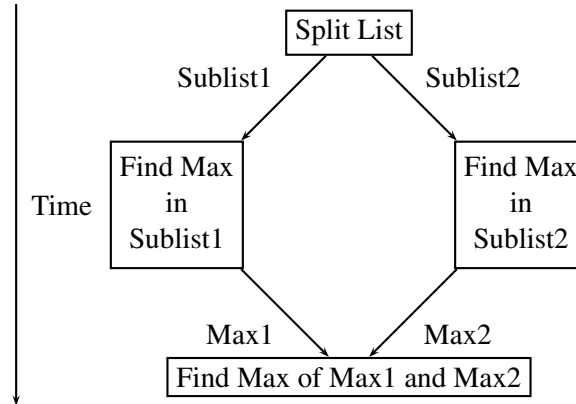 Split List
Sublist1
Sublist2
Find Max
in
Sublist1
Find Max
in
Sublist2
Time
Max1
Max2
Find Max of Max1 and Max2